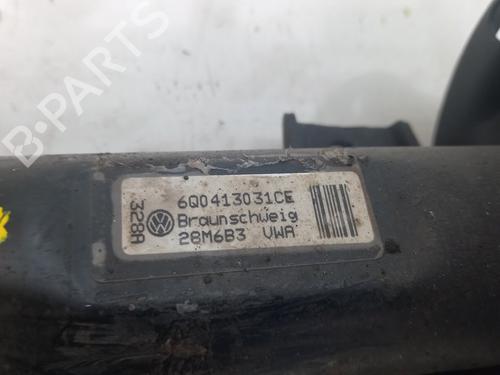 B-PARTS
328A
6Q0413031CE
Braunschweig
28M6B3 VWA